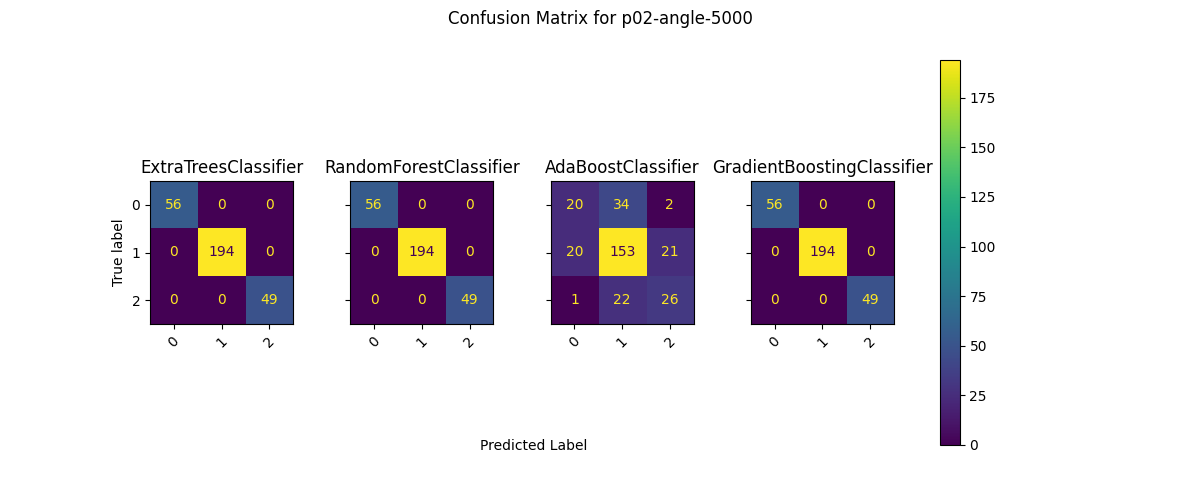 Confusion Matrix for p02-angle-5000
ExtraTreesClassifier
True label
0
1
2
56 0 0
0 194 0
0 0 49
0 1 2
RandomForestClassifier
56 0 0
0 194 0
0 0 49
0 1 2
AdaBoostClassifier
20 34 2
20 153 21
1 22 26
0 1 2
GradientBoostingClassifier
56 0 0
0 194 0
0 0 49
0 1 2
Predicted Label
175
150
125
100
75
50
25
0